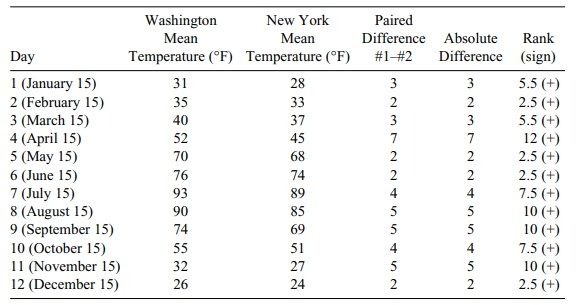 Washington New York Paired
Mean Mean Difference Absolute Rank
Day Temperature (°F) Temperature (°F) #1–#2 Difference (sign)
1 (January 15) 31 28 3 3 5.5 (+)
2 (February 15) 35 33 2 2 2.5 (+)
3 (March 15) 40 37 3 3 5.5 (+)
4 (April 15) 52 45 7 7 12 (+)
5 (May 15) 70 68 2 2 2.5 (+)
6 (June 15) 76 74 2 2 2.5 (+)
7 (July 15) 93 89 4 4 7.5 (+)
8 (August 15) 90 85 5 5 10 (+)
9 (September 15) 74 69 5 5 10 (+)
10 (October 15) 55 51 4 4 7.5 (+)
11 (November 15) 32 27 5 5 10 (+)
12 (December 15) 26 24 2 2 2.5 (+)